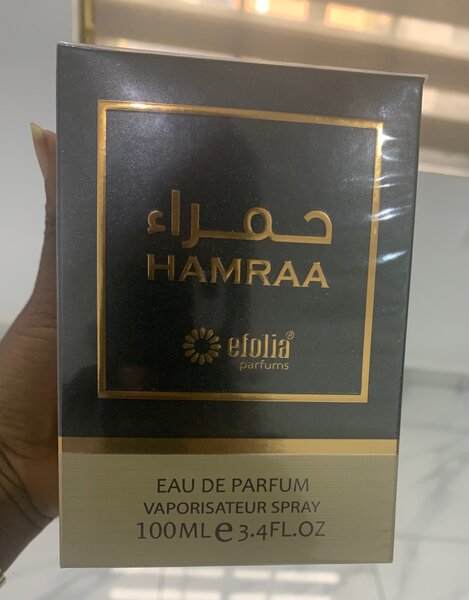 حمراء
HAMRAA
efolia®
parfums
EAU DE PARFUM
VAPORISATEUR SPRAY
100ML e 3.4FL.OZ